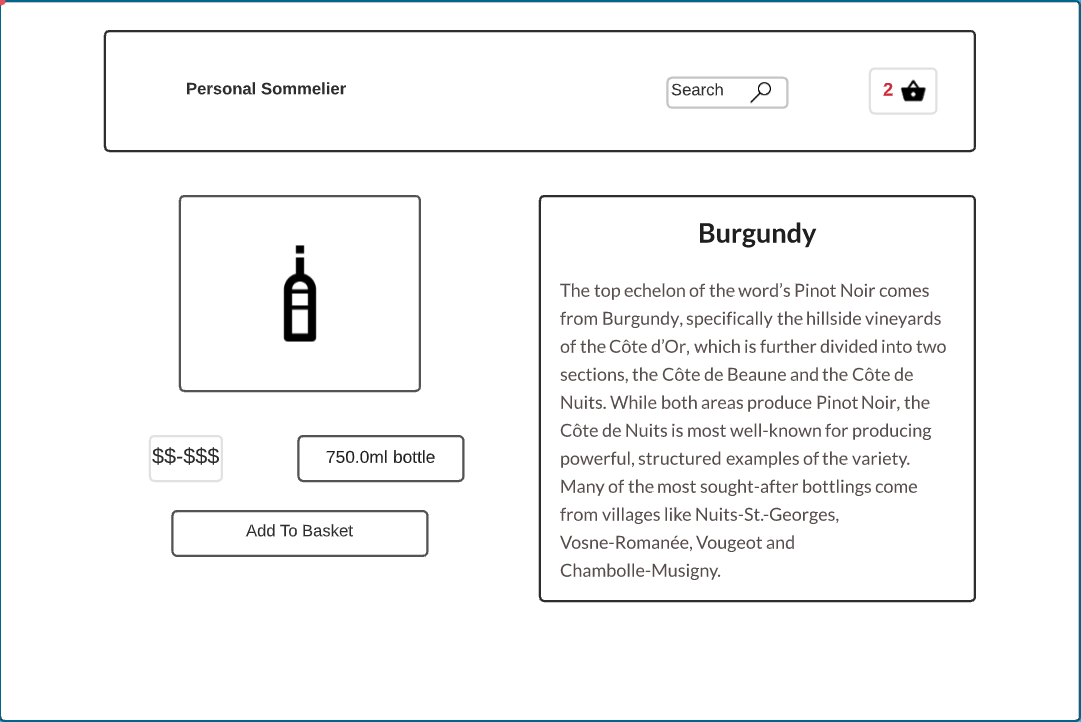 Personal Sommelier
Search
2
Burgundy
The top echelon of the word’s Pinot Noir comes
from Burgundy, specifically the hillside vineyards
of the Côte d’Or, which is further divided into two
sections, the Côte de Beaune and the Côte de
Nuits. While both areas produce Pinot Noir, the
Côte de Nuits is most well-known for producing
powerful, structured examples of the variety.
Many of the most sought-after bottlings come
from villages like Nuits-St.-Georges,
Vosne-Romanée, Vougeot and
Chambolle-Musigny.
$$-$$$
750.0ml bottle
Add To Basket